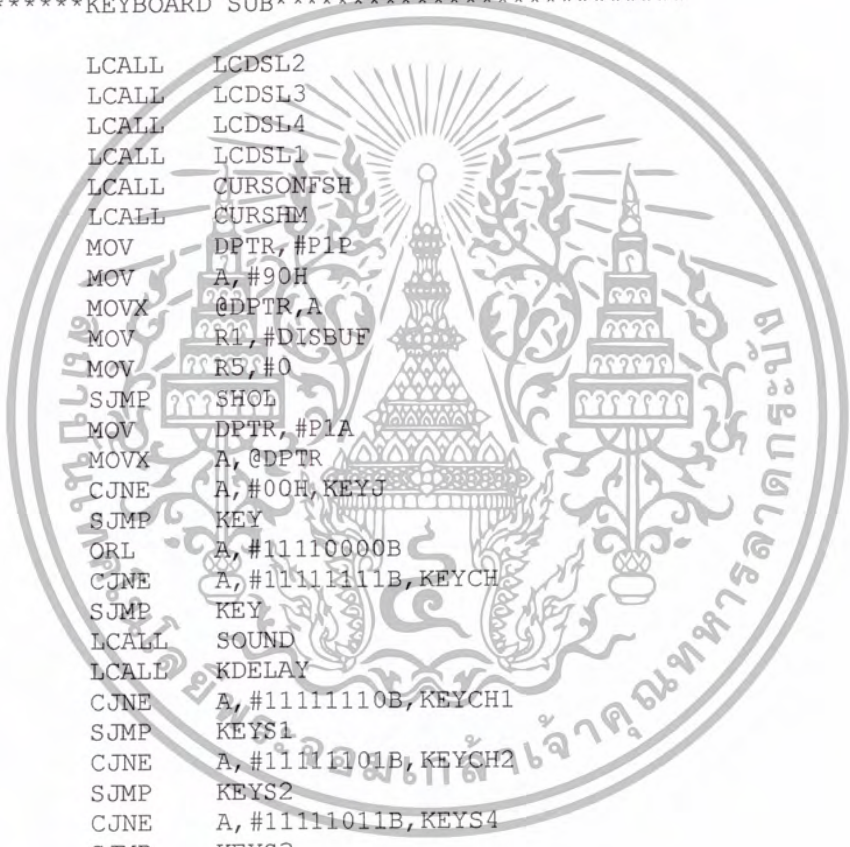 ******KEYBOARD SUB***************************
LCALL LCDSL2
LCALL LCDSL3
LCALL LCDSL4
LCALL LCDSL1
LCALL CURSONFSH
LCALL CURSHM
MOV DPTR,#P1P
MOV A,#90H
MOVX @DPTR,A
MOV R1,#DISBUF
MOV R5,#0
SJMP SHOL
MOV DPTR,#P1A
MOVX A,@DPTR
CJNE A,#00H,KEYJ
SJMP KEY
ORL A,#11110000B
CJNE A,#11111111B,KEYCH
SJMP KEY
LCALL SOUND
LCALL KDELAY
CJNE A,#11111110B,KEYCH1
SJMP KEYS1
CJNE A,#11111101B,KEYCH2
SJMP KEYS2
CJNE A,#11111011B,KEYS4
SJMP KEYS3